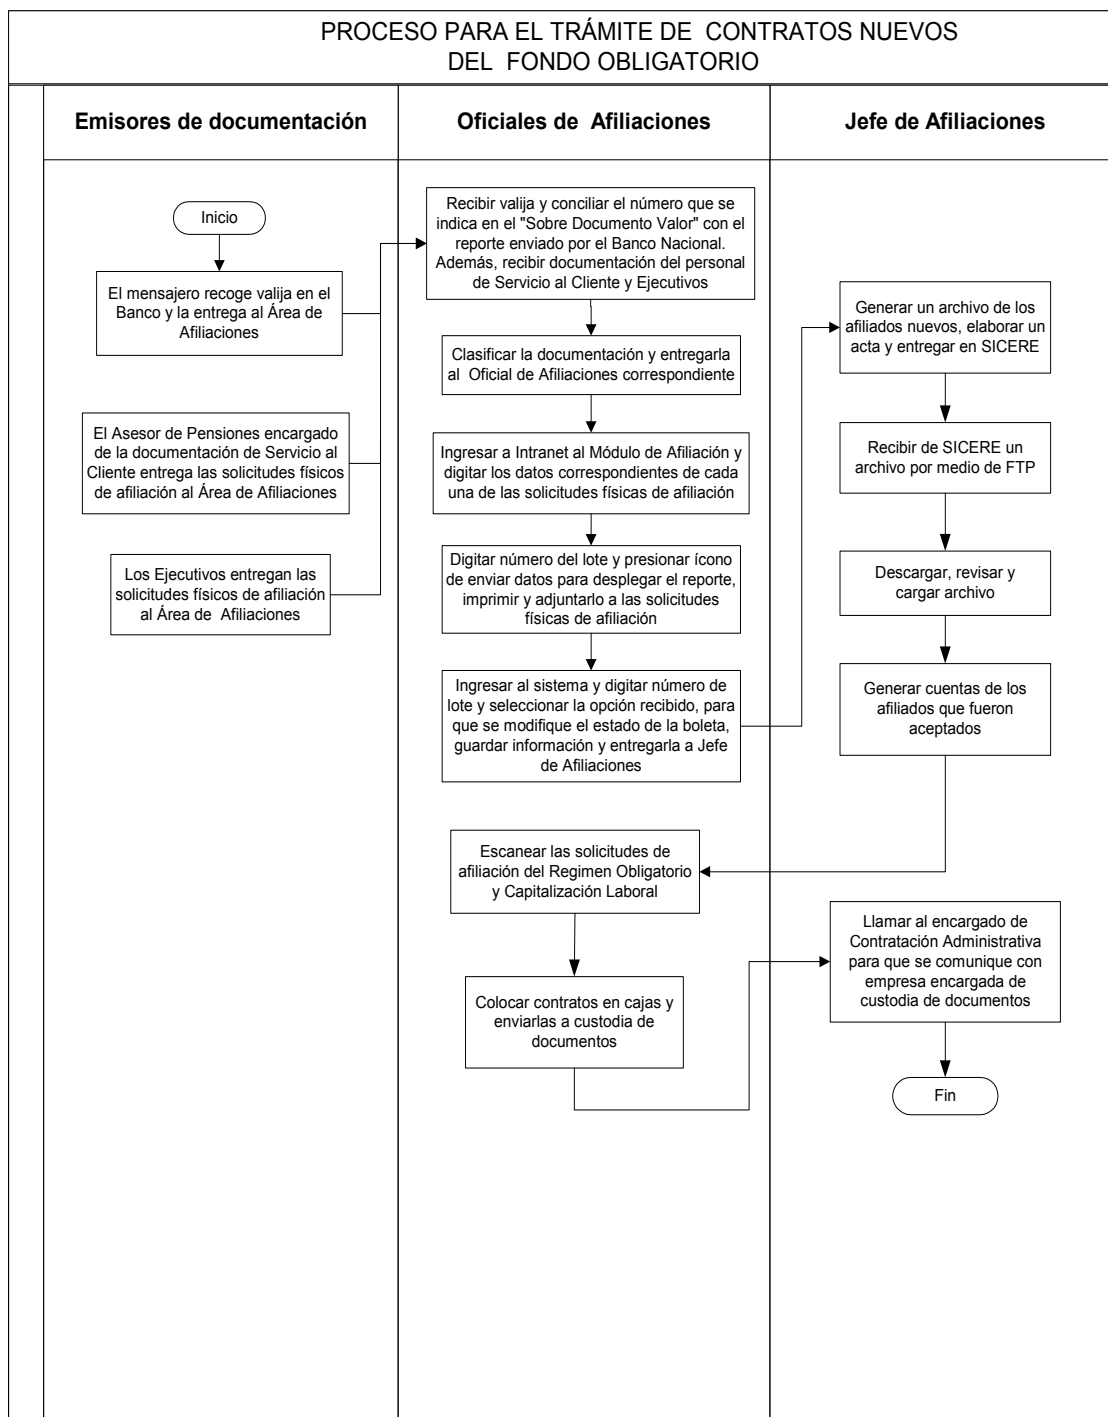 PROCESO PARA EL TRÁMITE DE CONTRATOS NUEVOS
DEL FONDO OBLIGATORIO
Emisores de documentación
Oficiales de Afiliaciones
Jefe de Afiliaciones
Inicio
El mensajero recoge valija en el
Banco y la entrega al Área de
Afiliaciones
El Asesor de Pensiones encargado
de la documentación de Servicio al
Cliente entrega las solicitudes físicos
de afiliación al Área de Afiliaciones
Los Ejecutivos entregan las
solicitudes físicos de afiliación
al Área de Afiliaciones
Recibir valija y conciliar el número que se
indica en el "Sobre Documento Valor" con el
reporte enviado por el Banco Nacional.
Además, recibir documentación del personal
de Servicio al Cliente y Ejecutivos
Clasificar la documentación y entregarla
al Oficial de Afiliaciones correspondiente
Ingresar a Intranet al Módulo de Afiliación y
digitar los datos correspondientes de cada
una de las solicitudes físicas de afiliación
Digitar número del lote y presionar ícono
de enviar datos para desplegar el reporte,
imprimir y adjuntarlo a las solicitudes
físicas de afiliación
Ingresar al sistema y digitar número de
lote y seleccionar la opción recibido, para
que se modifique el estado de la boleta,
guardar información y entregarla a Jefe
de Afiliaciones
Generar un archivo de los
afiliados nuevos, elaborar un
acta y entregar en SICERE
Recibir de SICERE un
archivo por medio de FTP
Descargar, revisar y
cargar archivo
Generar cuentas de los
afiliados que fueron
aceptados
Escanear las solicitudes de
afiliación del Regimen Obligatorio
y Capitalización Laboral
Colocar contratos en cajas y
enviarlas a custodia de
documentos
Llamar al encargado de
Contratación Administrativa
para que se comunique con
empresa encargada de
custodia de documentos
Fin